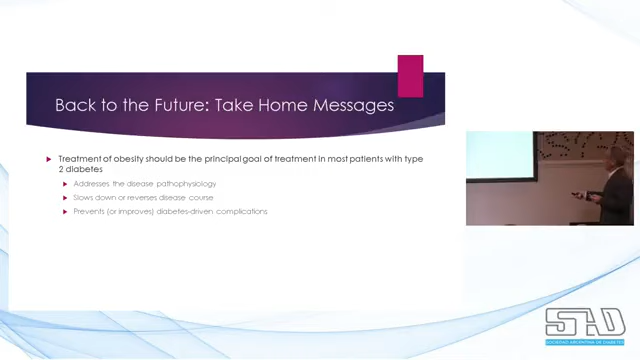 Back to the Future: Take Home Messages
Treatment of obesity should be the principal goal of treatment in most patients with type
2 diabetes
Addresses the disease pathophysiology
Slows down or reverses disease course
Prevents (or improves) diabetes-driven complications
SAD
SOCIEDAD ARGENTINA DE DIABETES